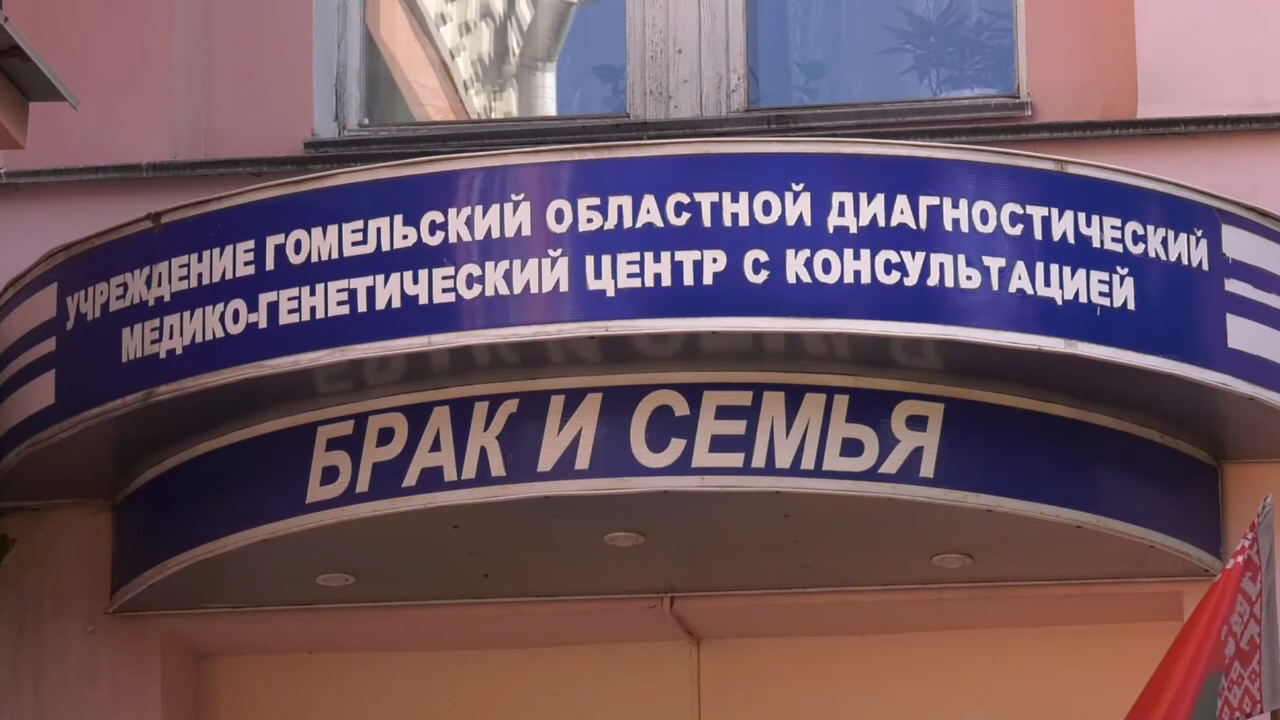 УЧРЕЖДЕНИЕ ГОМЕЛЬСКИЙ ОБЛАСТНОЙ ДИАГНОСТИЧЕСКИЙ
МЕДИКО-ГЕНЕТИЧЕСКИЙ ЦЕНТР С КОНСУЛЬТАЦИЕЙ
БРАК И СЕМЬЯ